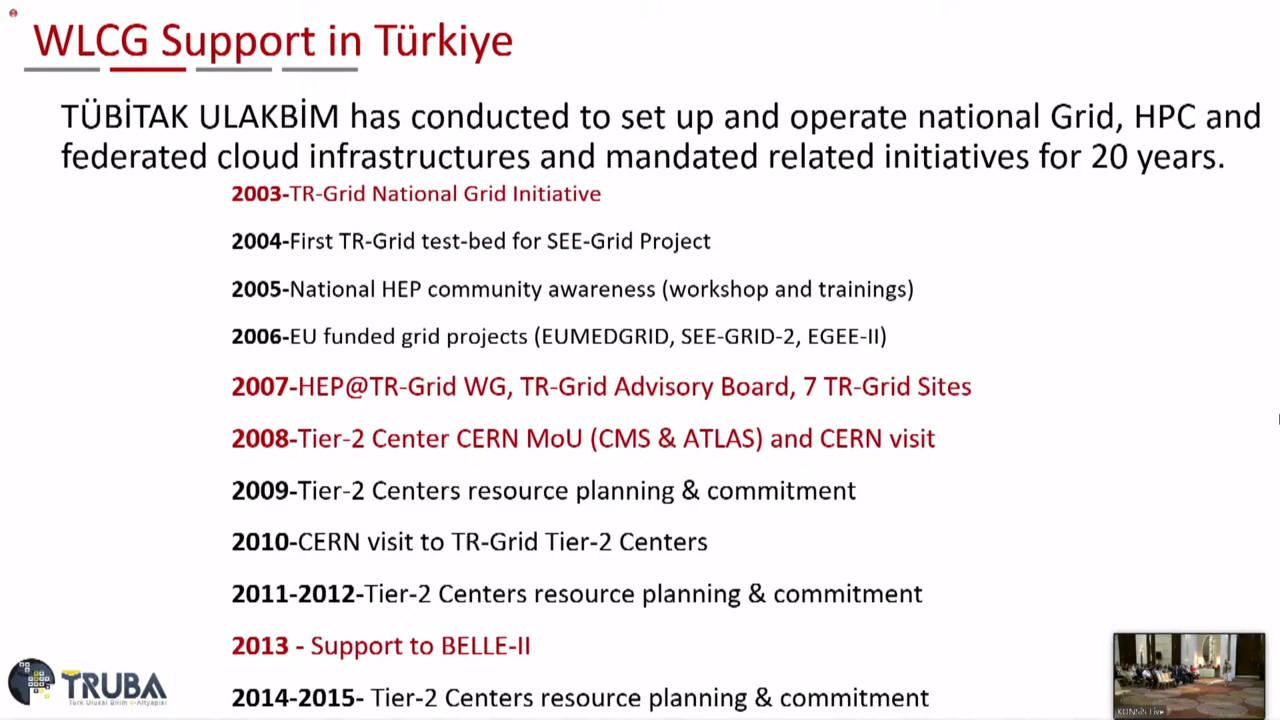 WLCG Support in Türkiye
TÜBİTAK ULAKBİM has conducted to set up and operate national Grid, HPC and
federated cloud infrastructures and mandated related initiatives for 20 years.
2003-TR-Grid National Grid Initiative
2004-First TR-Grid test-bed for SEE-Grid Project
2005-National HEP community awareness (workshop and trainings)
2006-EU funded grid projects (EUMEDGRID, SEE-GRID-2, EGEE-II)
2007-HEP@TR-Grid WG, TR-Grid Advisory Board, 7 TR-Grid Sites
2008-Tier-2 Center CERN MoU (CMS & ATLAS) and CERN visit
2009-Tier-2 Centers resource planning & commitment
2010-CERN visit to TR-Grid Tier-2 Centers
2011-2012-Tier-2 Centers resource planning & commitment
2013 - Support to BELLE-II
2014-2015- Tier-2 Centers resource planning & commitment
TRUBA
Türk Ulusal Bilim e-Altyapısı
KONSİS Live